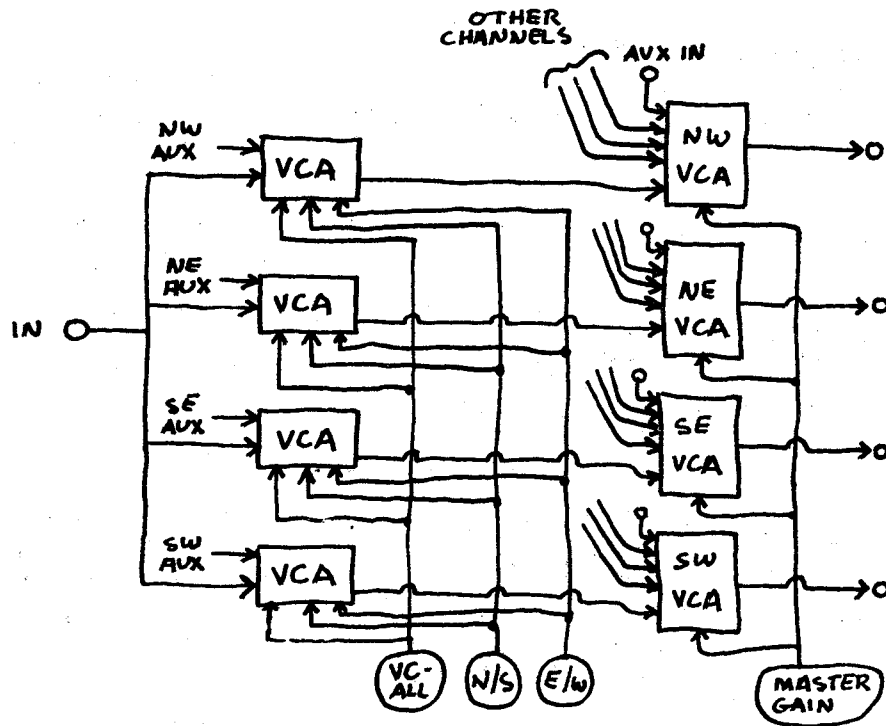 OTHER
CHANNELS
AUX IN
NW
AUX
VCA
NW
VCA
NE
AUX
VCA
NE
VCA
IN
SE
AUX
VCA
SE
VCA
SW
AUX
VCA
SW
VCA
VC-
ALL
N/S
E/W
MASTER
GAIN